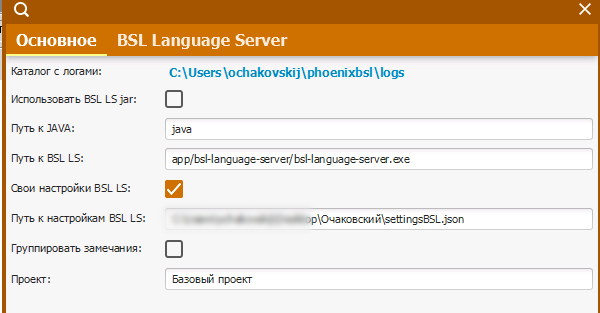 Основное BSL Language Server
Каталог с логами: C:\Users\ochakovskij\phoenixbsl\logs
Использовать BSL LS jar:
Путь к JAVA: java
Путь к BSL LS: app/bsl-language-server/bsl-language-server.exe
Свои настройки BSL LS:
Путь к настройкам BSL LS: \Очаковский\settingsBSL.json
Группировать замечания:
Проект: Базовый проект